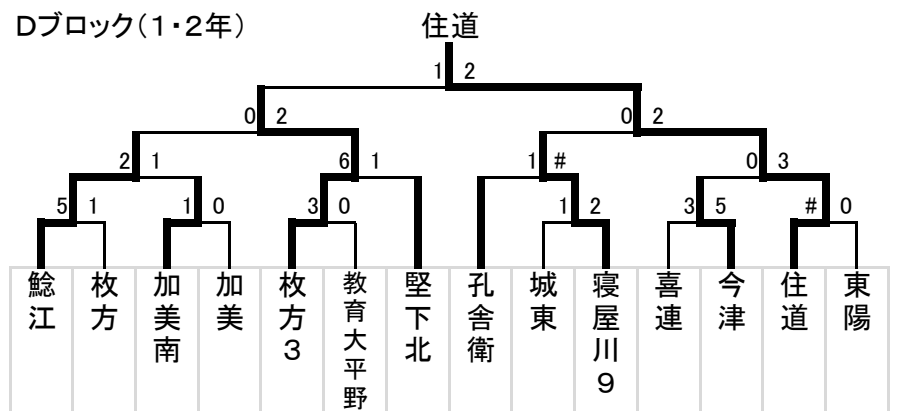 Dブロック(1・2年)
住道
1 2
0 2 0 2
2 1 6 1 1 # 0 3
5 1 1 0 3 0 1 2 3 5 # 0
鯰江
枚方
加美南
加美
枚方3
教育大平野
堅下北
孔舎衛
城東
寝屋川9
喜連
今津
住道
東陽